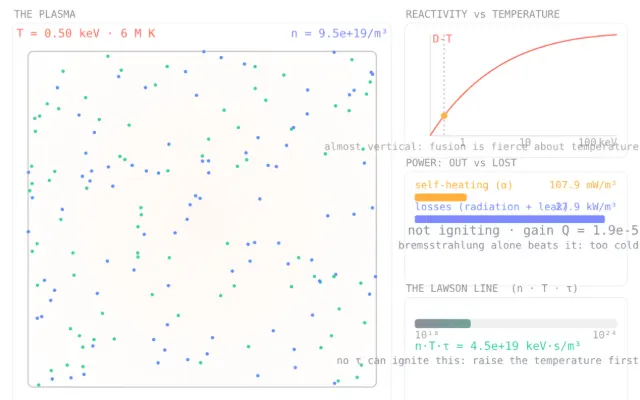 THE PLASMA
T = 0.50 keV · 6 M K
n = 9.5e+19/m³
REACTIVITY vs TEMPERATURE
D-T
1 10 100 keV
almost vertical: fusion is fierce about temperature
POWER: OUT vs LOST
self-heating (α) 107.9 mW/m³
losses (radiation + leak)
not igniting · gain Q = 1.9e-5
bremsstrahlung alone beats it: too cold
THE LAWSON LINE (n · T · τ)
n·T·τ = 4.5e+19 keV·s/m³
no τ can ignite this: raise the temperature first